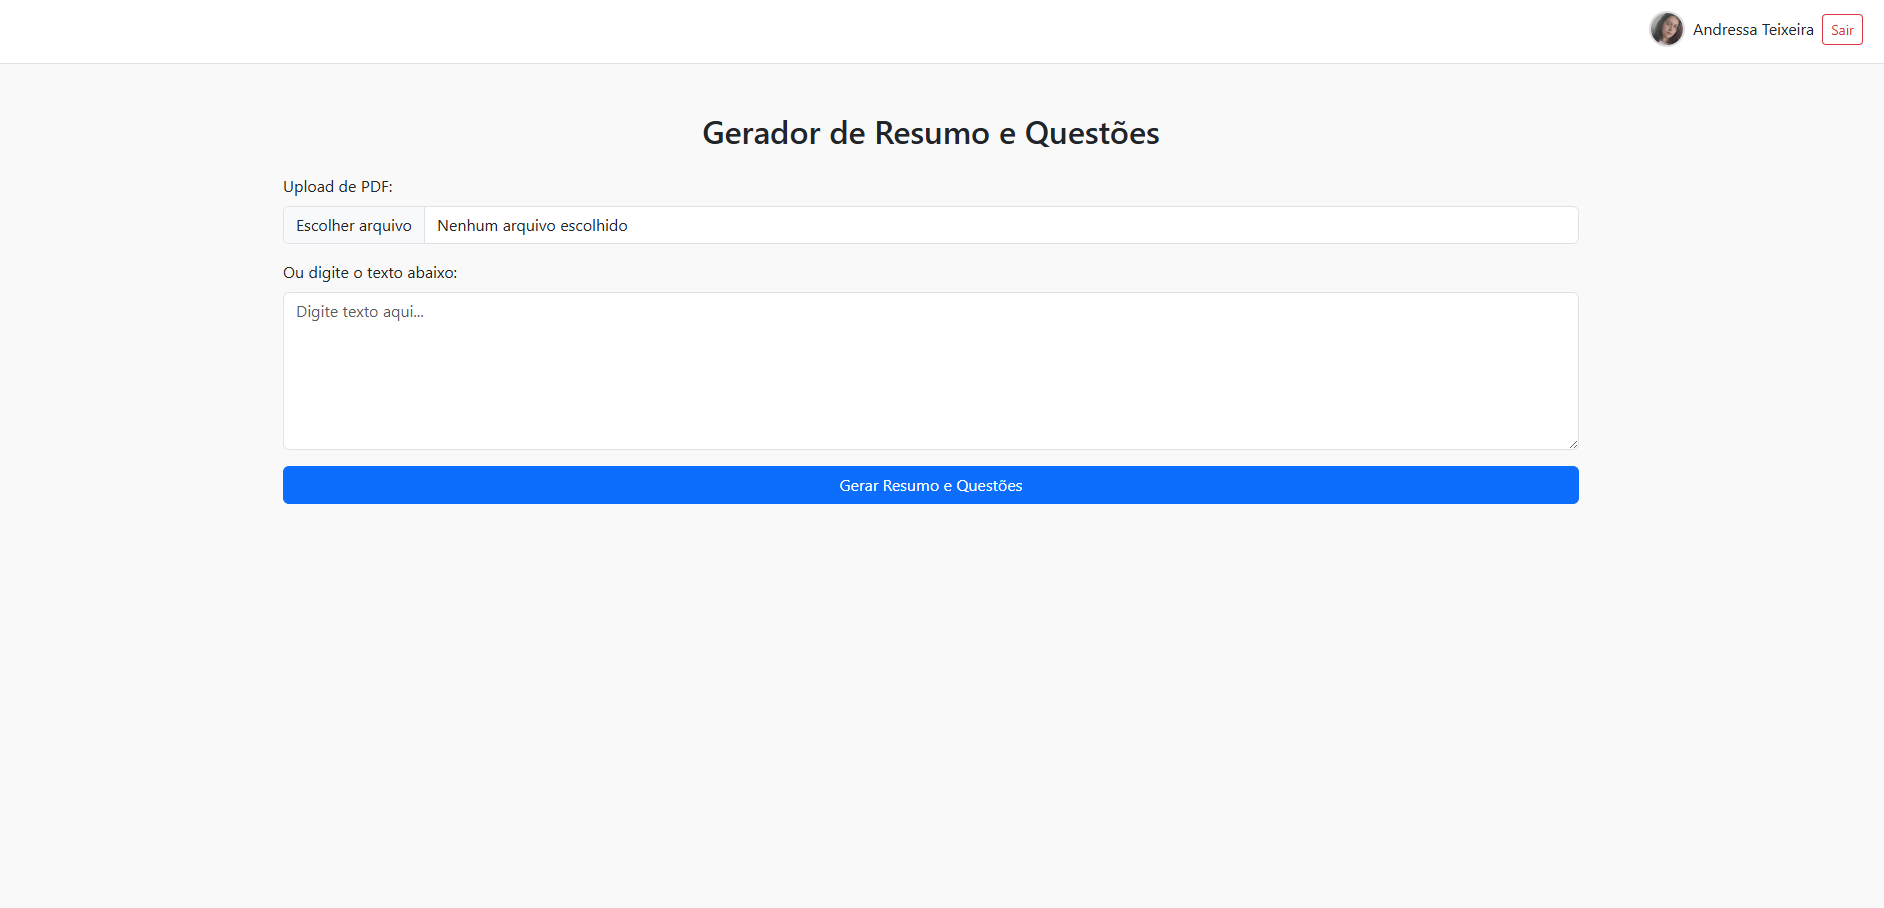 Andressa Teixeira Sair
Gerador de Resumo e Questões
Upload de PDF:
Escolher arquivo Nenhum arquivo escolhido
Ou digite o texto abaixo:
Digite texto aqui...
Gerar Resumo e Questões